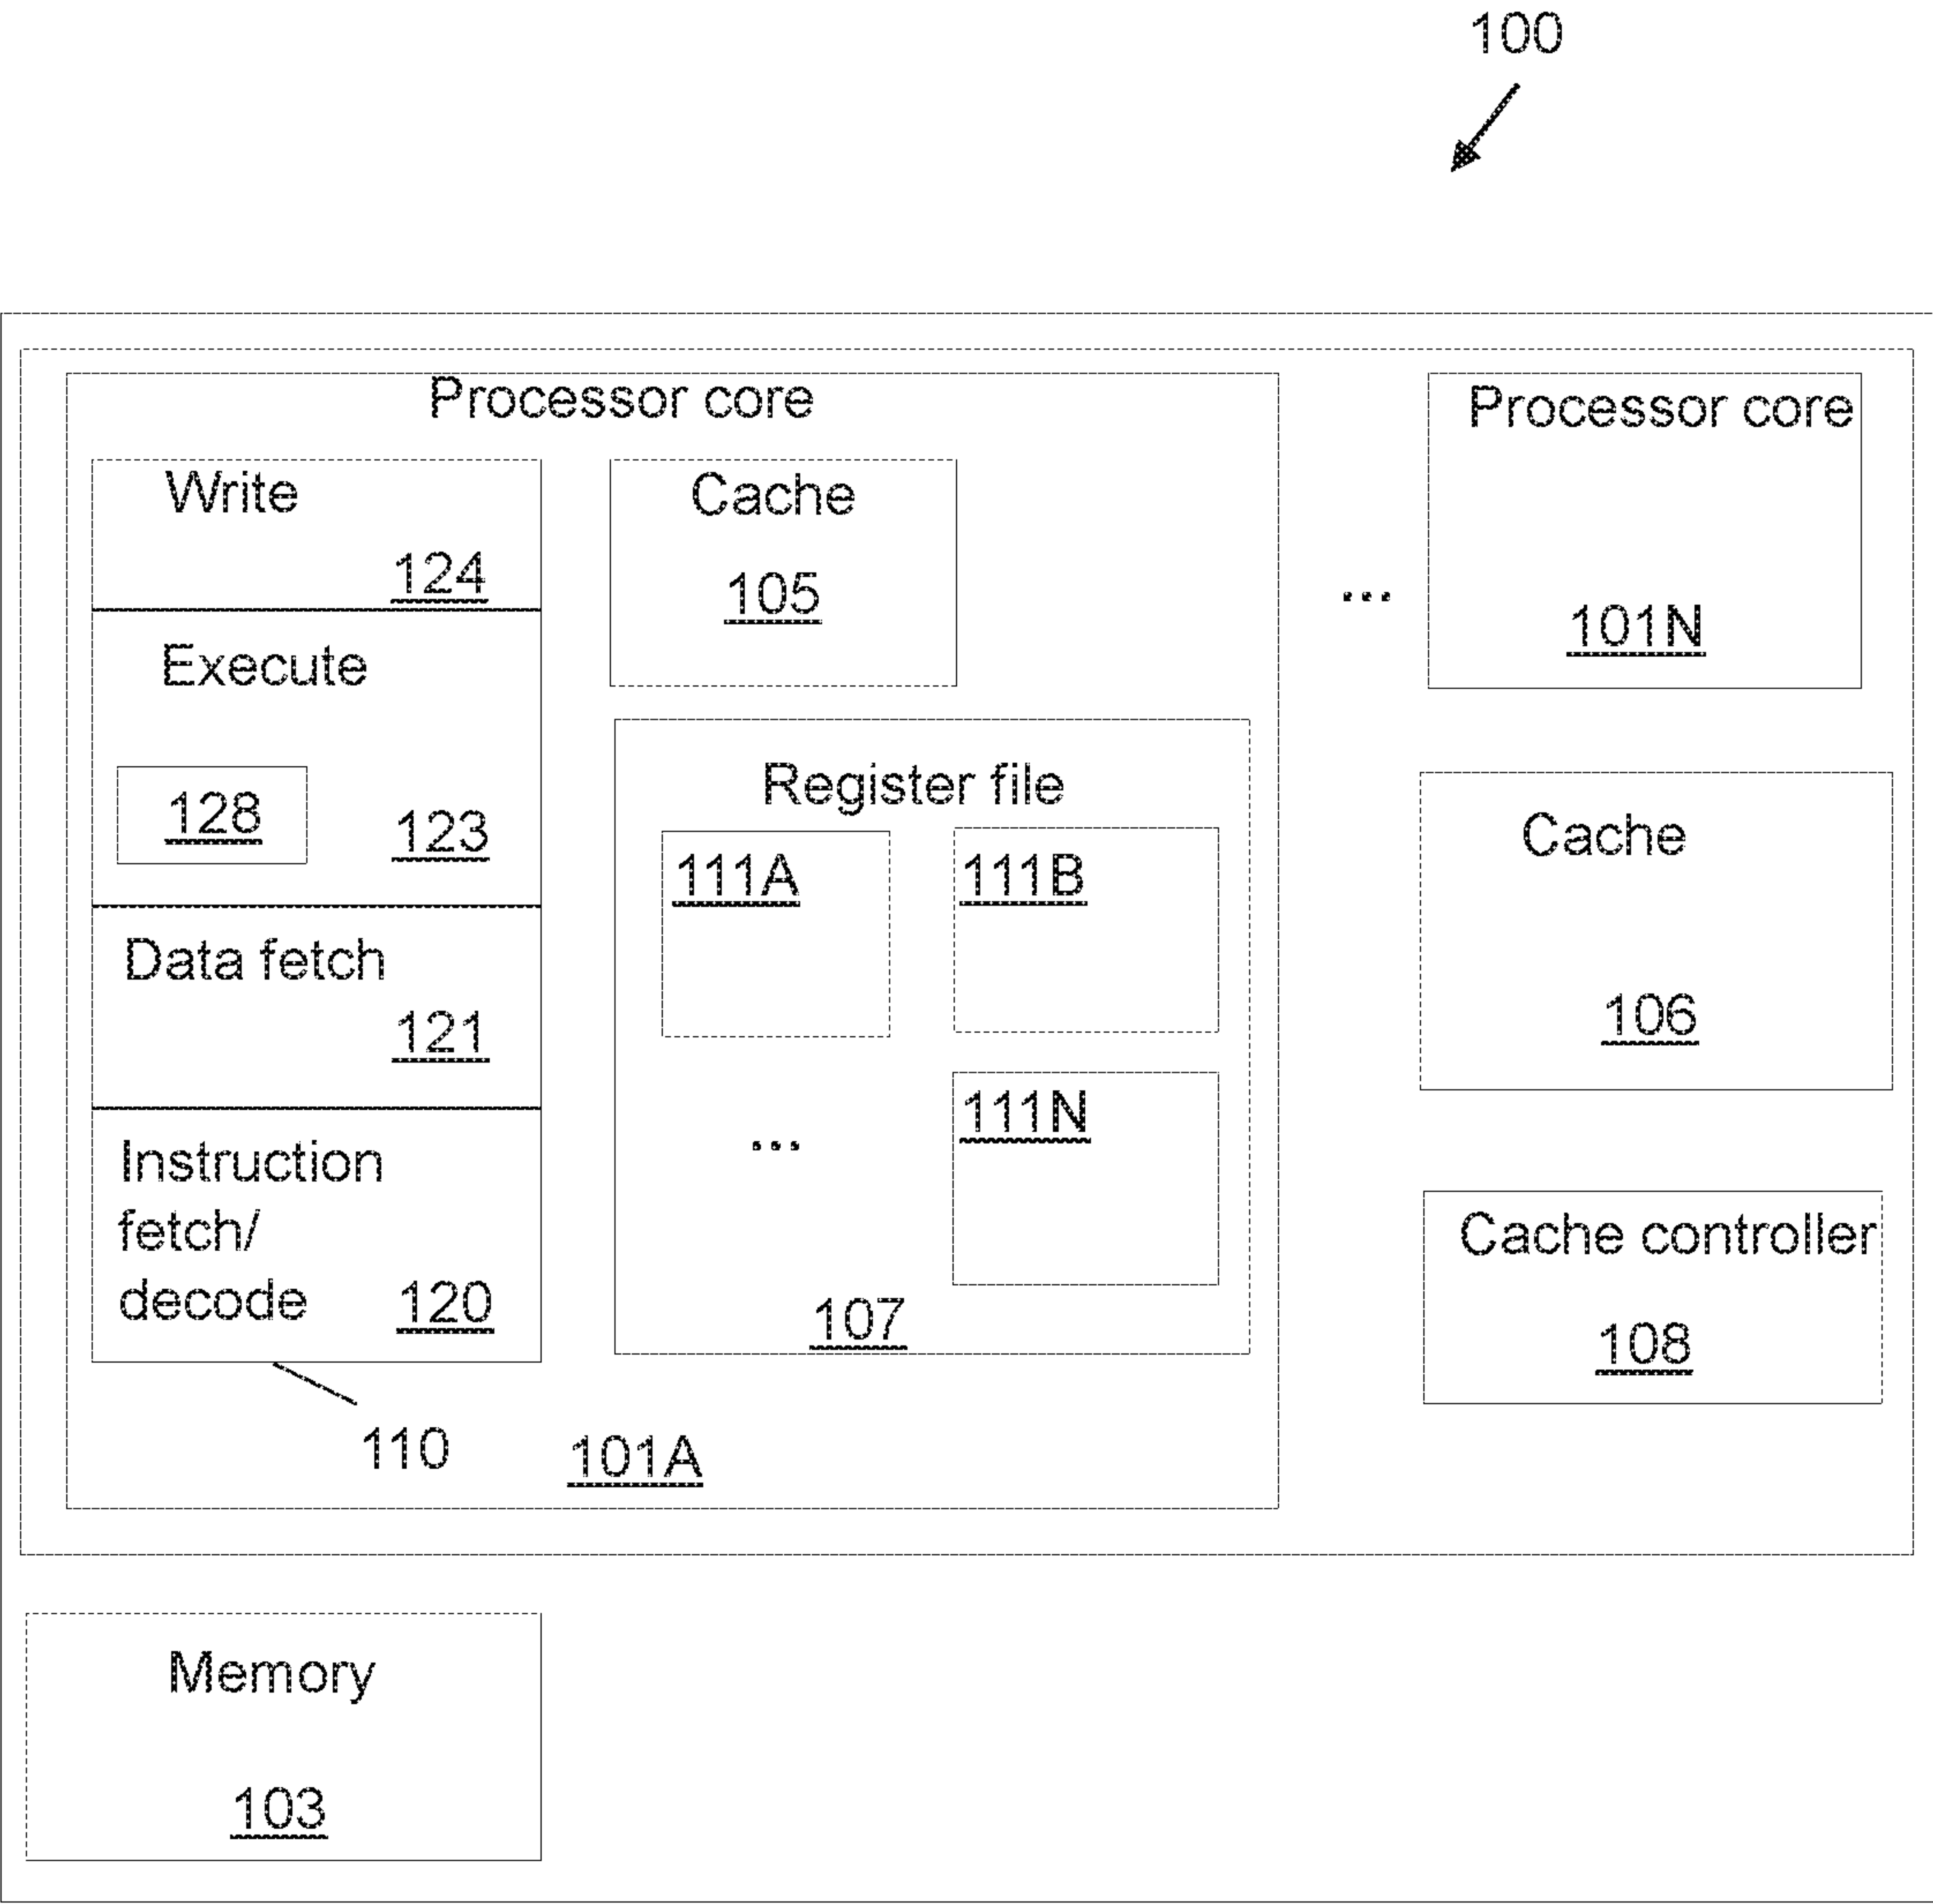 100
Processor core
Write
124
Execute
128
123
Data fetch
121
Instruction
fetch/
decode
120
110
101A
Cache
105
Register file
111A
111B
...
111N
107
...
Processor core
101N
Cache
106
Cache controller
108
Memory
103